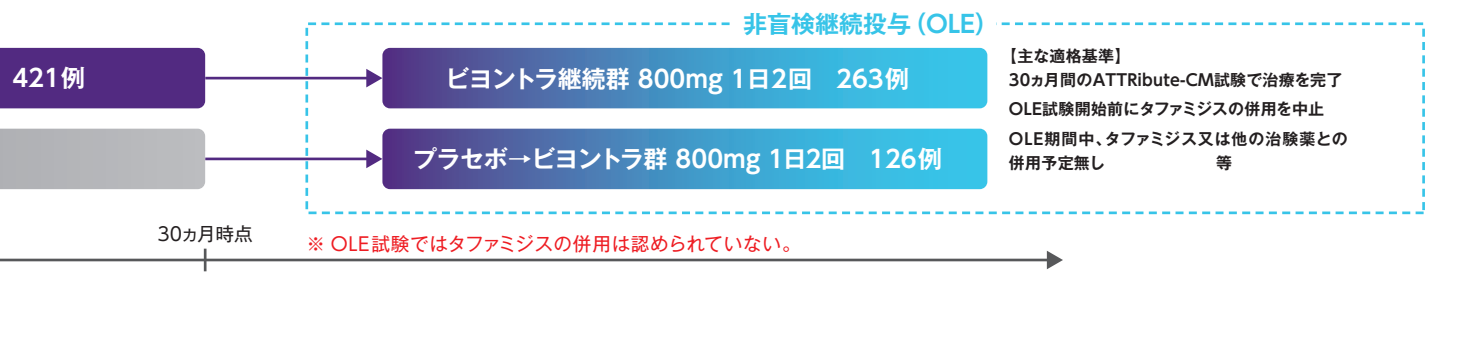 非盲検継続投与（OLE）
421例
ビヨントラ継続群 800mg 1日2回　263例
プラセボ→ビヨントラ群 800mg 1日2回　126例
【主な適格基準】
30ヵ月間のATTRibute-CM試験で治療を完了
OLE試験開始前にタファミジスの併用を中止
OLE期間中、タファミジス又は他の治験薬との
併用予定無し　　　　　　　等
30ヵ月時点
※ OLE試験ではタファミジスの併用は認められていない。